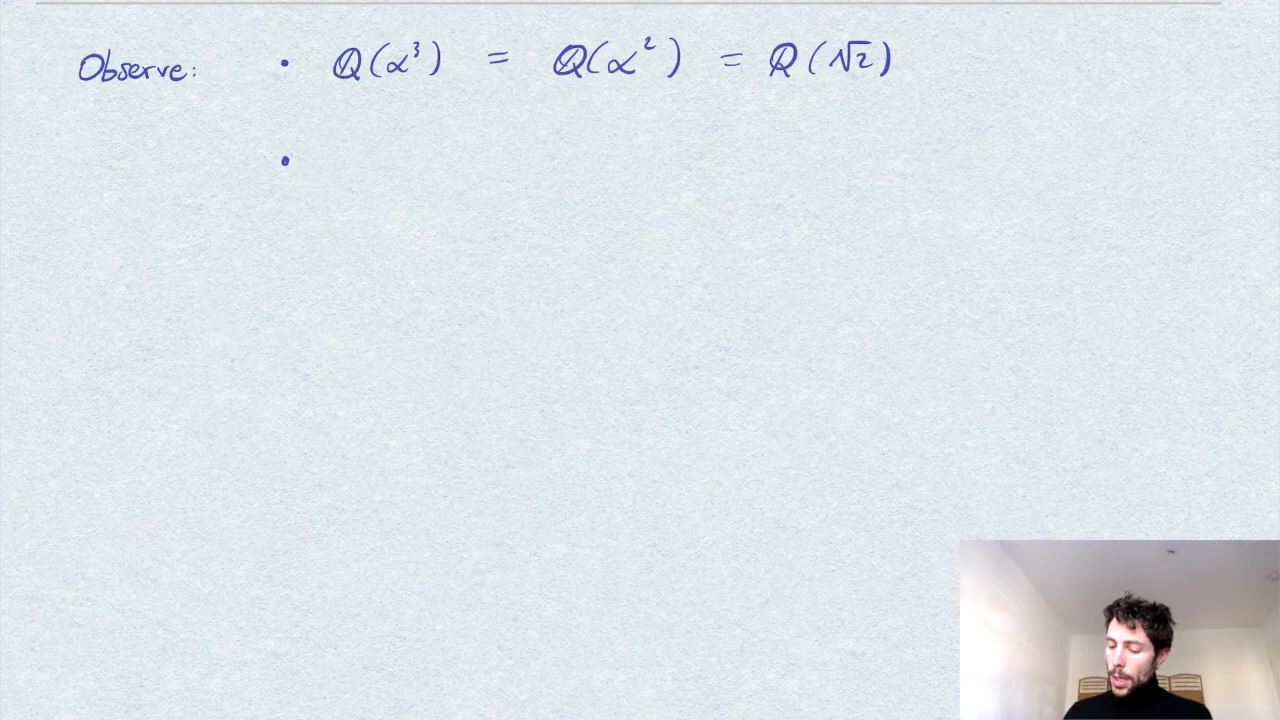 Observe: • ℚ(α³) = ℚ(α²) = ℚ(√2)
•